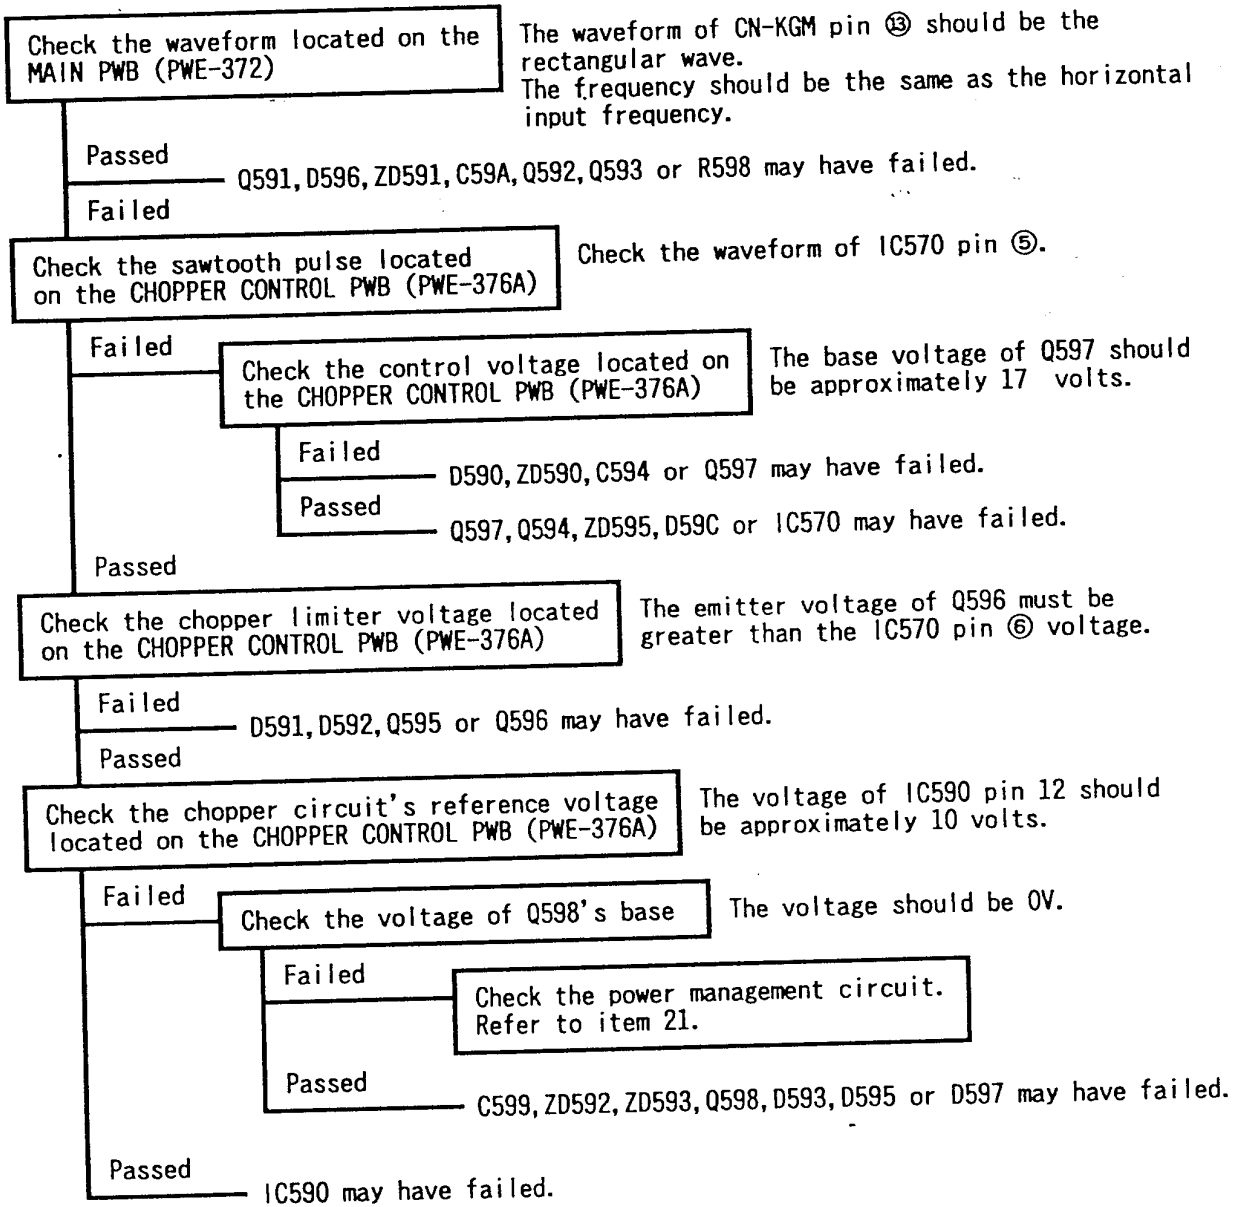 Check the waveform located on the
MAIN PWB (PWE-372)
The waveform of CN-KGM pin ⑬ should be the
rectangular wave.
The frequency should be the same as the horizontal
input frequency.
Passed
Q591, D596, ZD591, C59A, Q592, Q593 or R598 may have failed.
Failed
Check the sawtooth pulse located
on the CHOPPER CONTROL PWB (PWE-376A)
Check the waveform of IC570 pin ⑤.
Failed
Check the control voltage located on
the CHOPPER CONTROL PWB (PWE-376A)
The base voltage of Q597 should
be approximately 17 volts.
Failed
D590, ZD590, C594 or Q597 may have failed.
Passed
Q597, Q594, ZD595, D59C or IC570 may have failed.
Passed
Check the chopper limiter voltage located
on the CHOPPER CONTROL PWB (PWE-376A)
The emitter voltage of Q596 must be
greater than the IC570 pin ⑥ voltage.
Failed
D591, D592, Q595 or Q596 may have failed.
Passed
Check the chopper circuit's reference voltage
located on the CHOPPER CONTROL PWB (PWE-376A)
The voltage of IC590 pin 12 should
be approximately 10 volts.
Failed
Check the voltage of Q598's base
The voltage should be 0V.
Failed
Check the power management circuit.
Refer to item 21.
Passed
C599, ZD592, ZD593, Q598, D593, D595 or D597 may have failed.
Passed
IC590 may have failed.